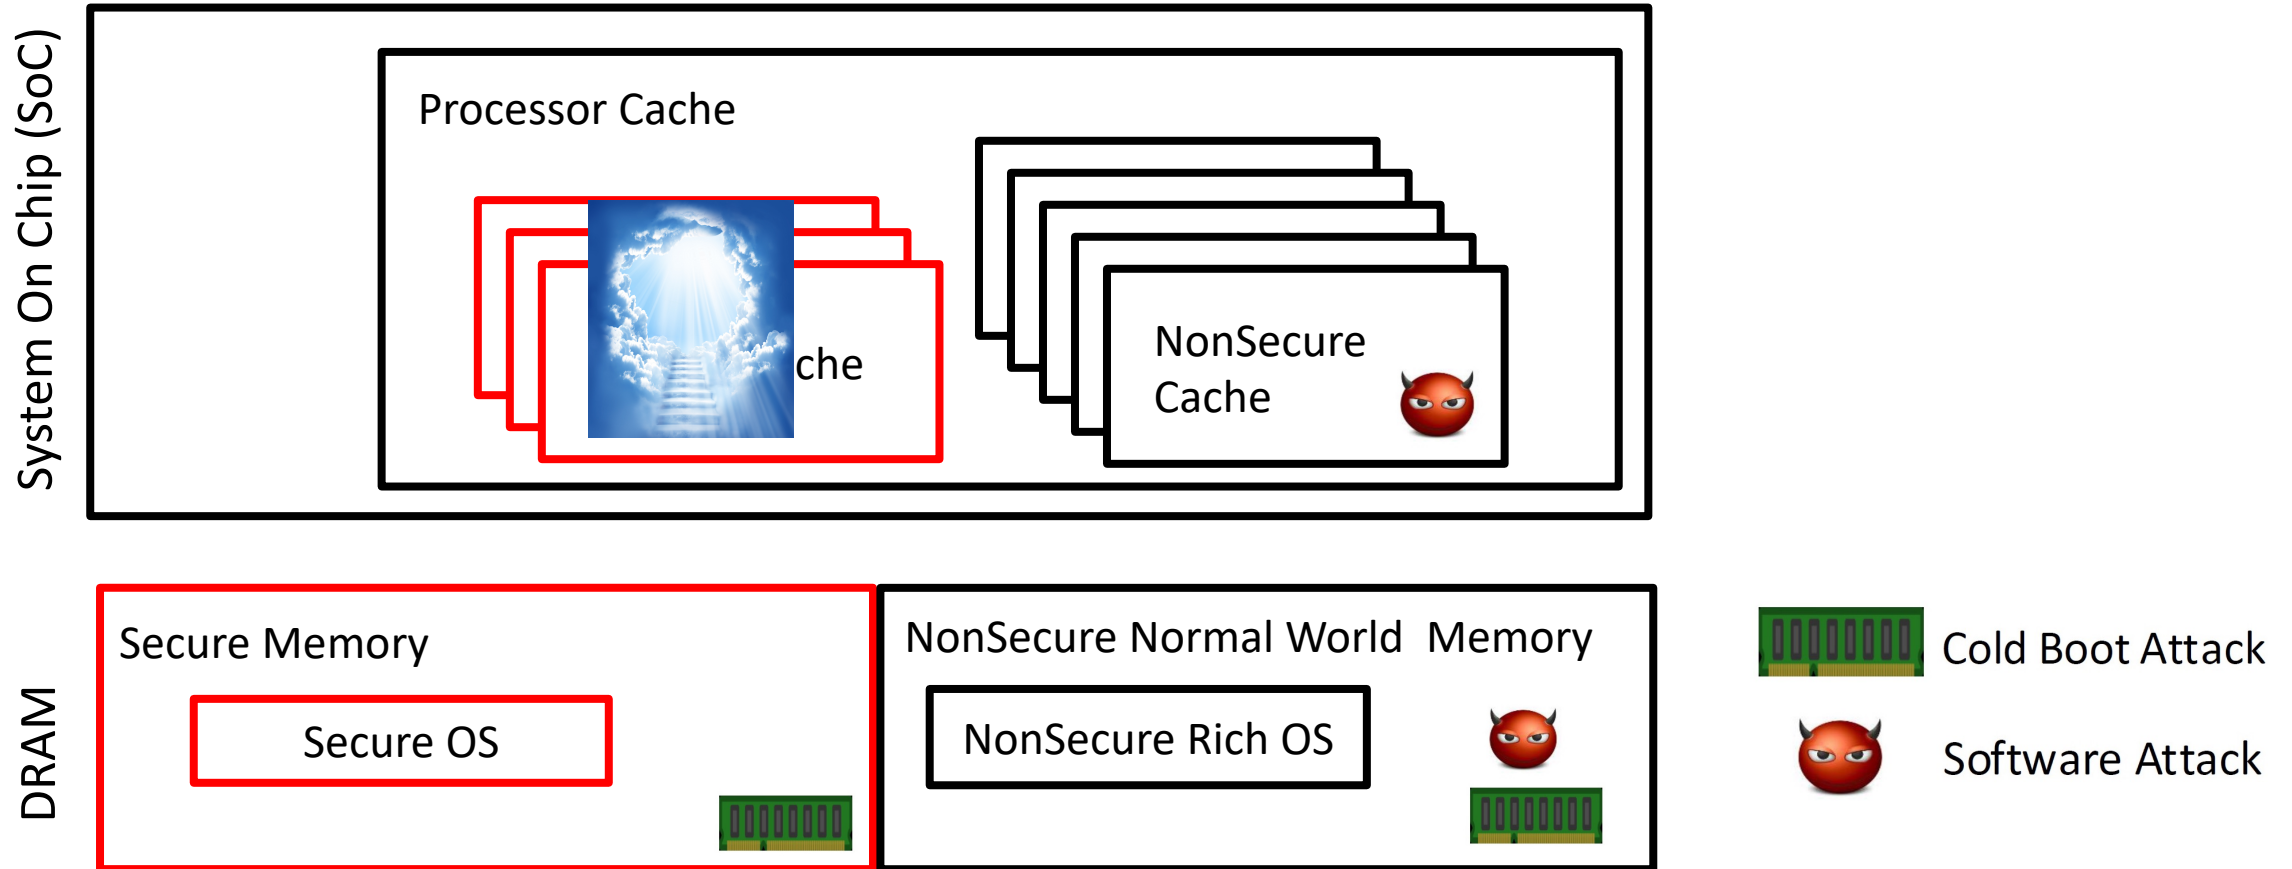 System On Chip (SoC)
Processor Cache
che
NonSecure
Cache
Secure Memory
Secure OS
NonSecure Normal World Memory
NonSecure Rich OS
DRAM
Cold Boot Attack
Software Attack